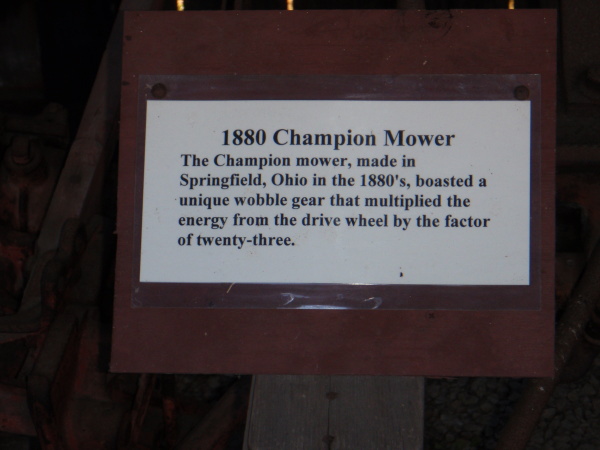 1880 Champion Mower
The Champion mower, made in
Springfield, Ohio in the 1880's, boasted a
unique wobble gear that multiplied the
energy from the drive wheel by the factor
of twenty-three.